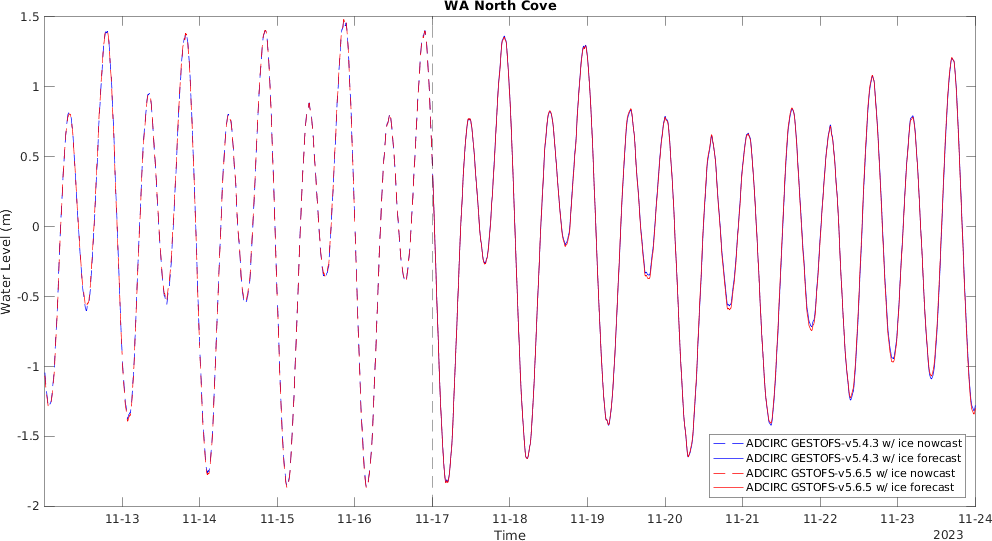 WA North Cove
1.5
1
0.5
0
-0.5
-1
-1.5
-2
Water Level (m)
11-13 11-14 11-15 11-16 11-17 11-18 11-19 11-20 11-21 11-22 11-23 11-24
Time
2023
ADCIRC GESTOFS-v5.4.3 w/ ice nowcast
ADCIRC GESTOFS-v5.4.3 w/ ice forecast
ADCIRC GSTOFS-v5.6.5 w/ ice nowcast
ADCIRC GSTOFS-v5.6.5 w/ ice forecast